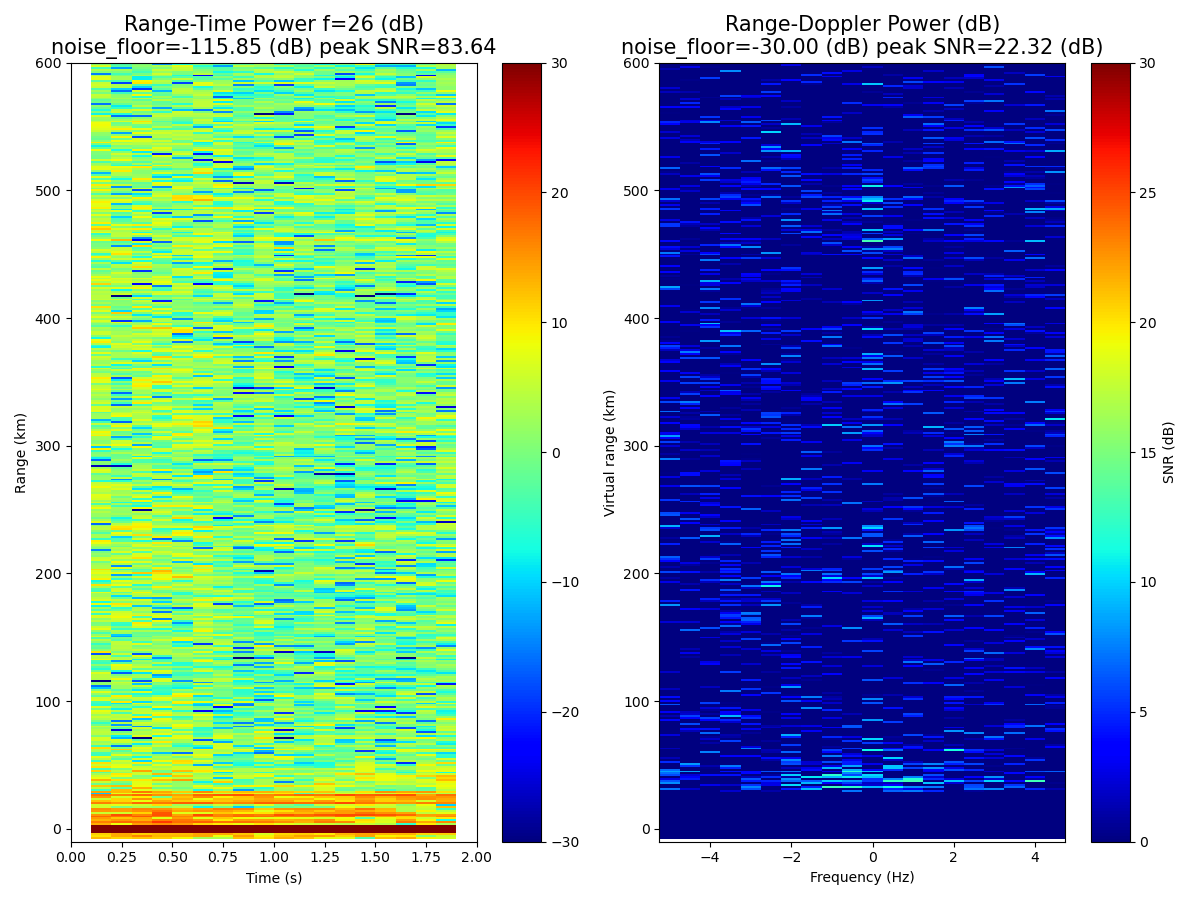 Range-Time Power f=26 (dB)
noise_floor=-115.85 (dB) peak SNR=83.64
Range-Doppler Power (dB)
noise_floor=-30.00 (dB) peak SNR=22.32 (dB)
Range (km)
600
500
400
300
200
100
0
0.00 0.25 0.50 0.75 1.00 1.25 1.50 1.75 2.00
Time (s)
30
20
10
0
−10
−20
−30
Virtual range (km)
600
500
400
300
200
100
0
−4 −2 0 2 4
Frequency (Hz)
30
25
20
15
10
5
0
SNR (dB)